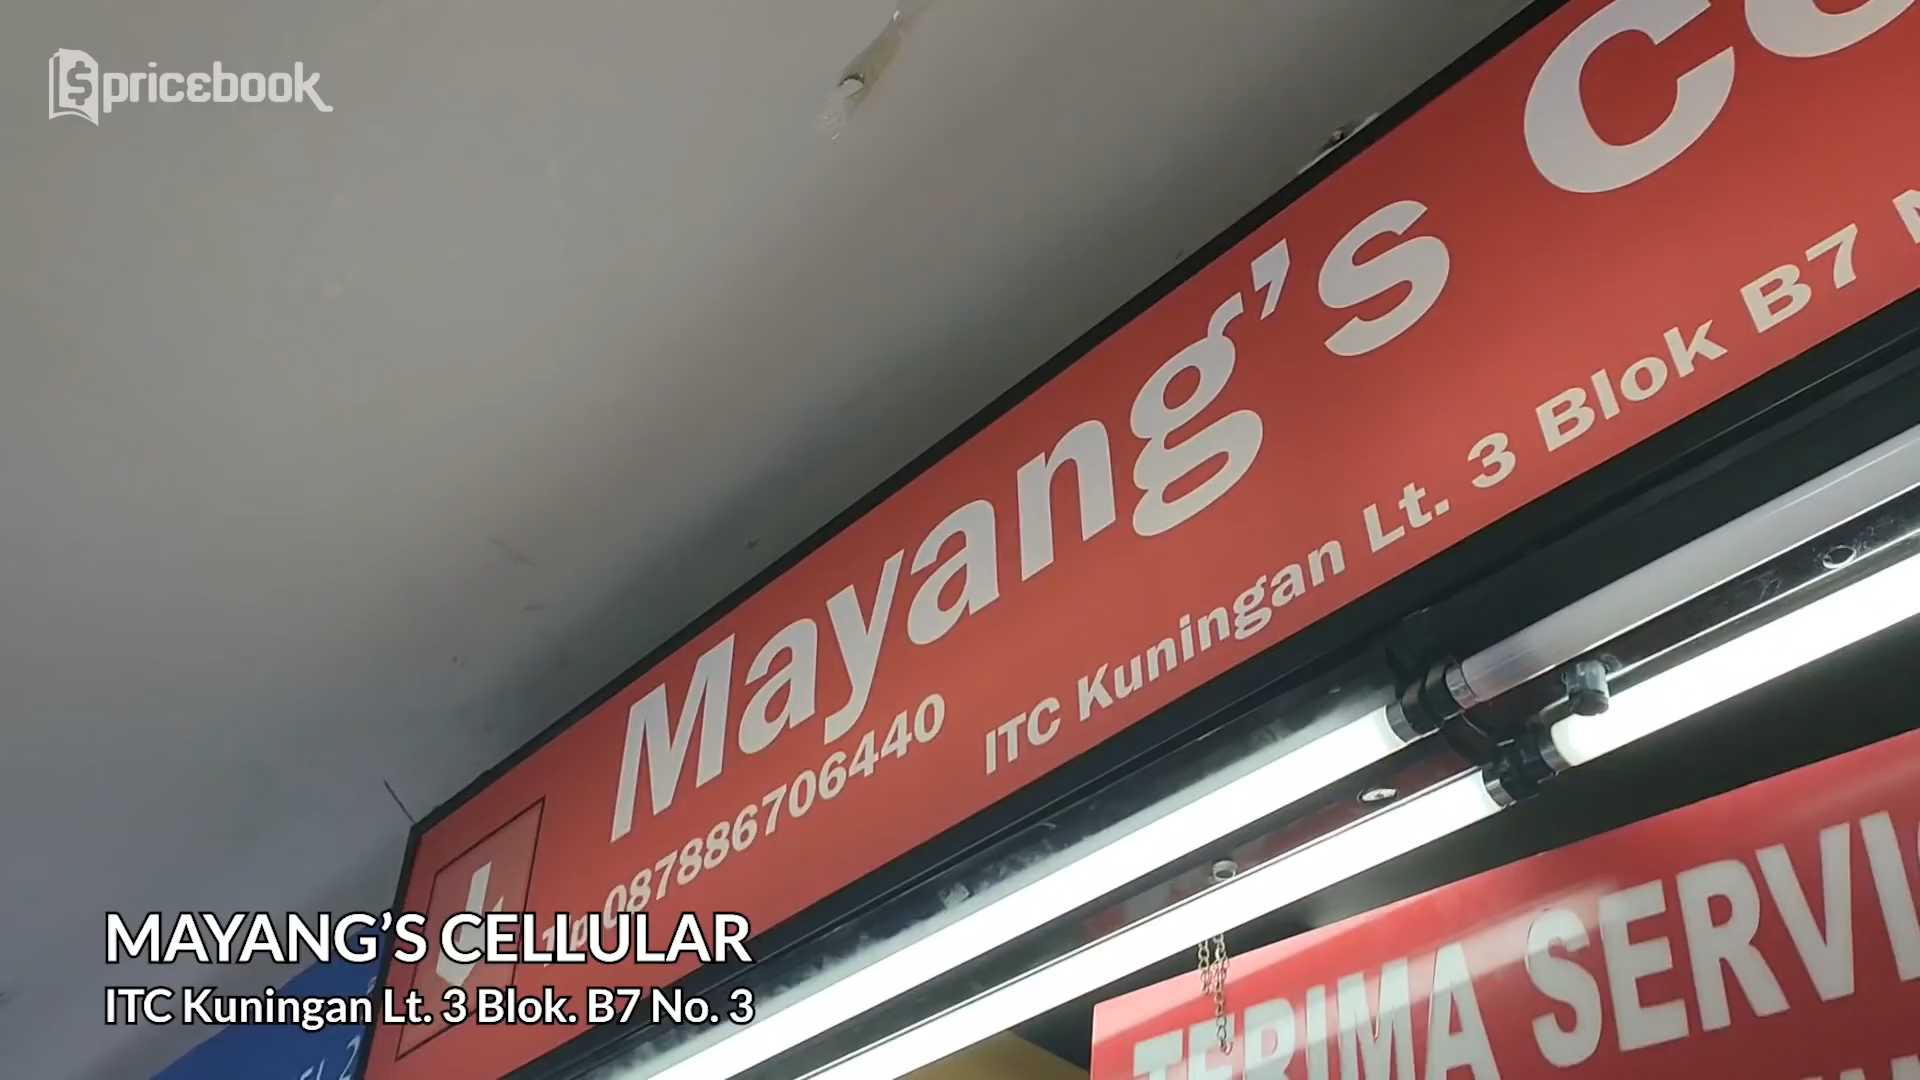 pricebook
Mayang's
087886706440 ITC Kuningan Lt. 3 Blok B7
TERIMA
MAYANG'S CELLULAR
ITC Kuningan Lt. 3 Blok. B7 No. 3